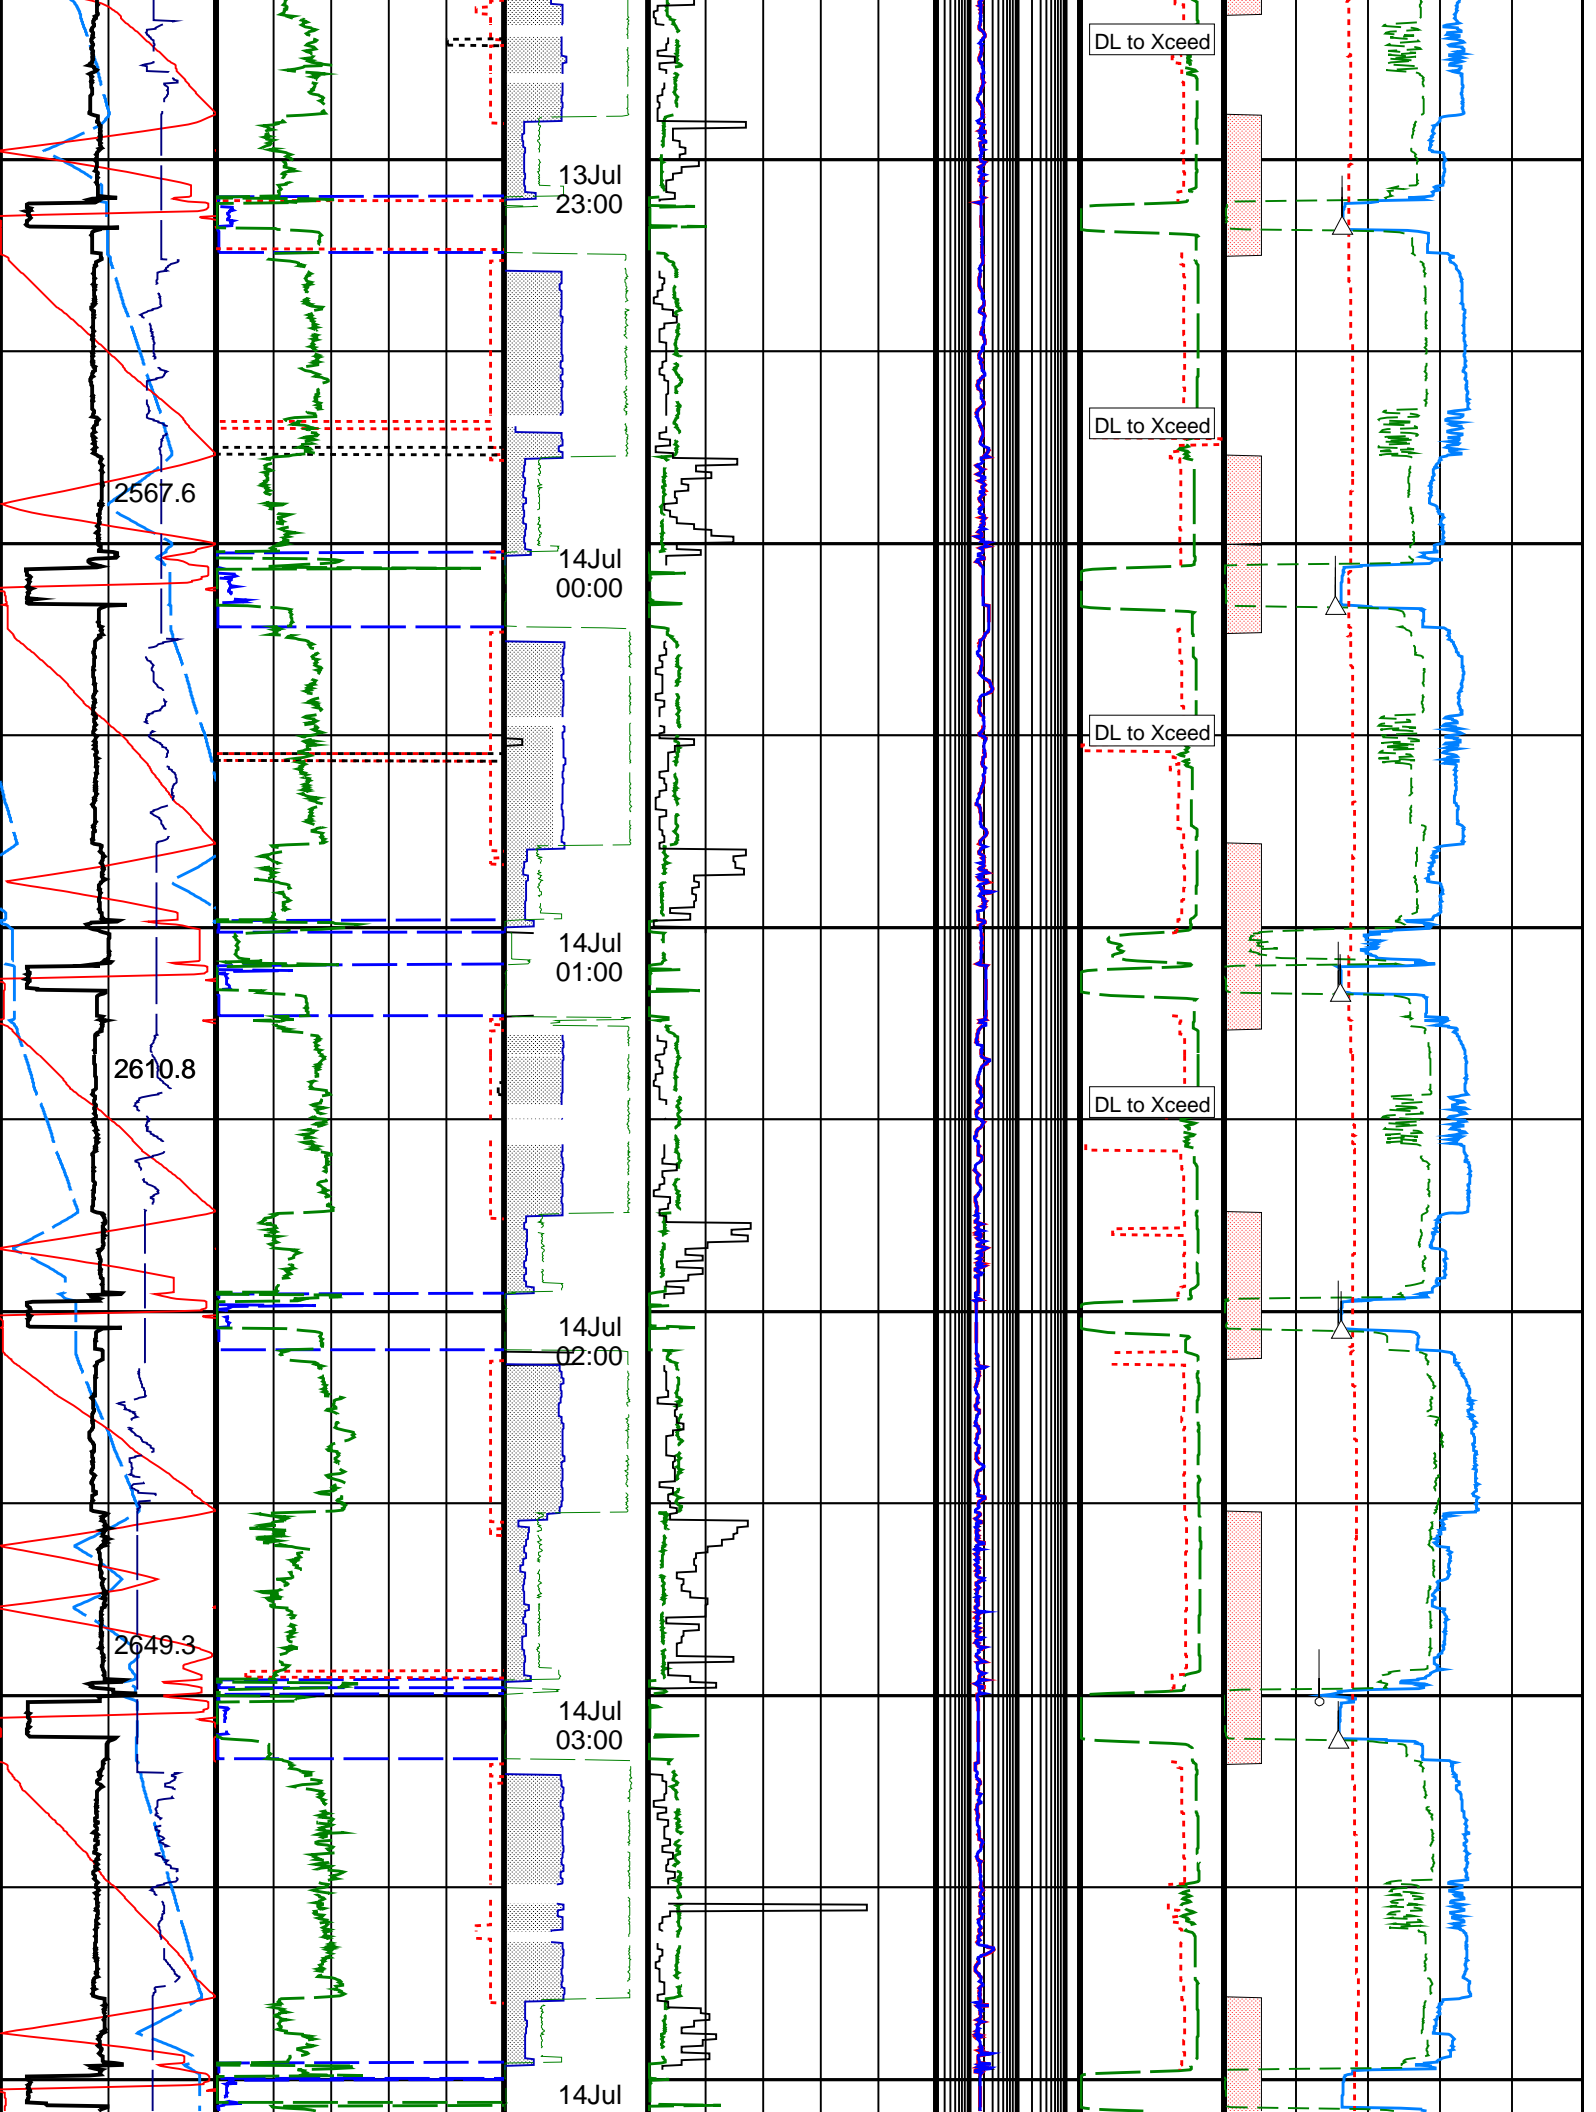 DL to Xceed
13Jul
23:00
DL to Xceed
2567.6
14Jul
00:00
DL to Xceed
14Jul
01:00
2610.8
DL to Xceed
14Jul
02:00
2649.3
14Jul
03:00
14Jul